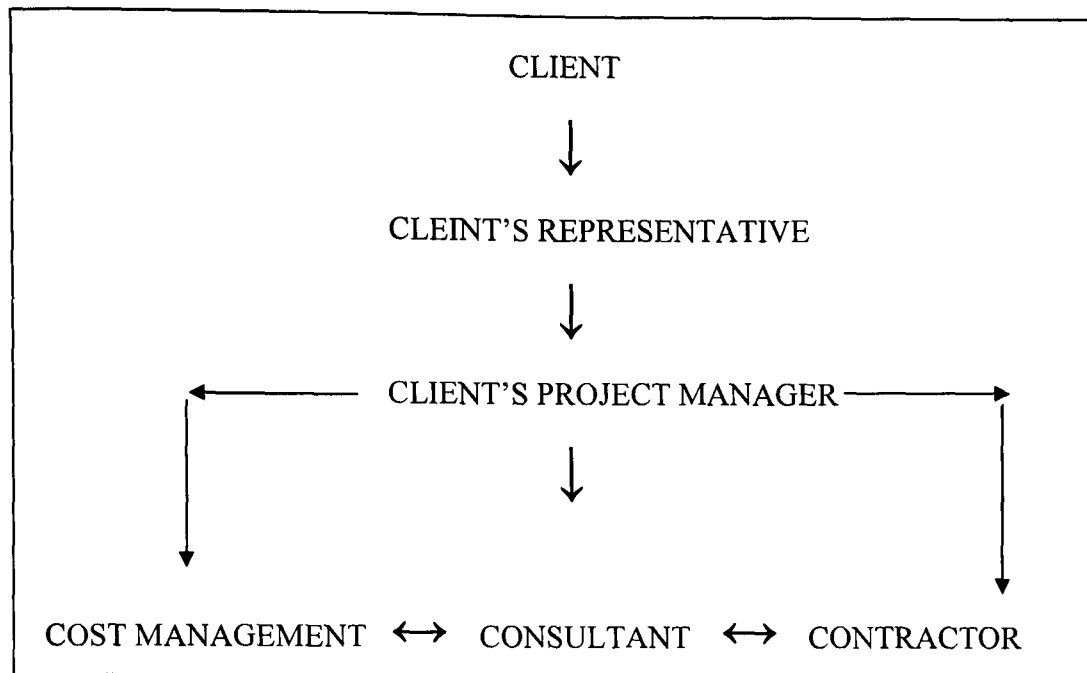 CLIENT
CLEINT'S REPRESENTATIVE
CLIENT'S PROJECT MANAGER
COST MANAGEMENT ↔ CONSULTANT ↔ CONTRACTOR